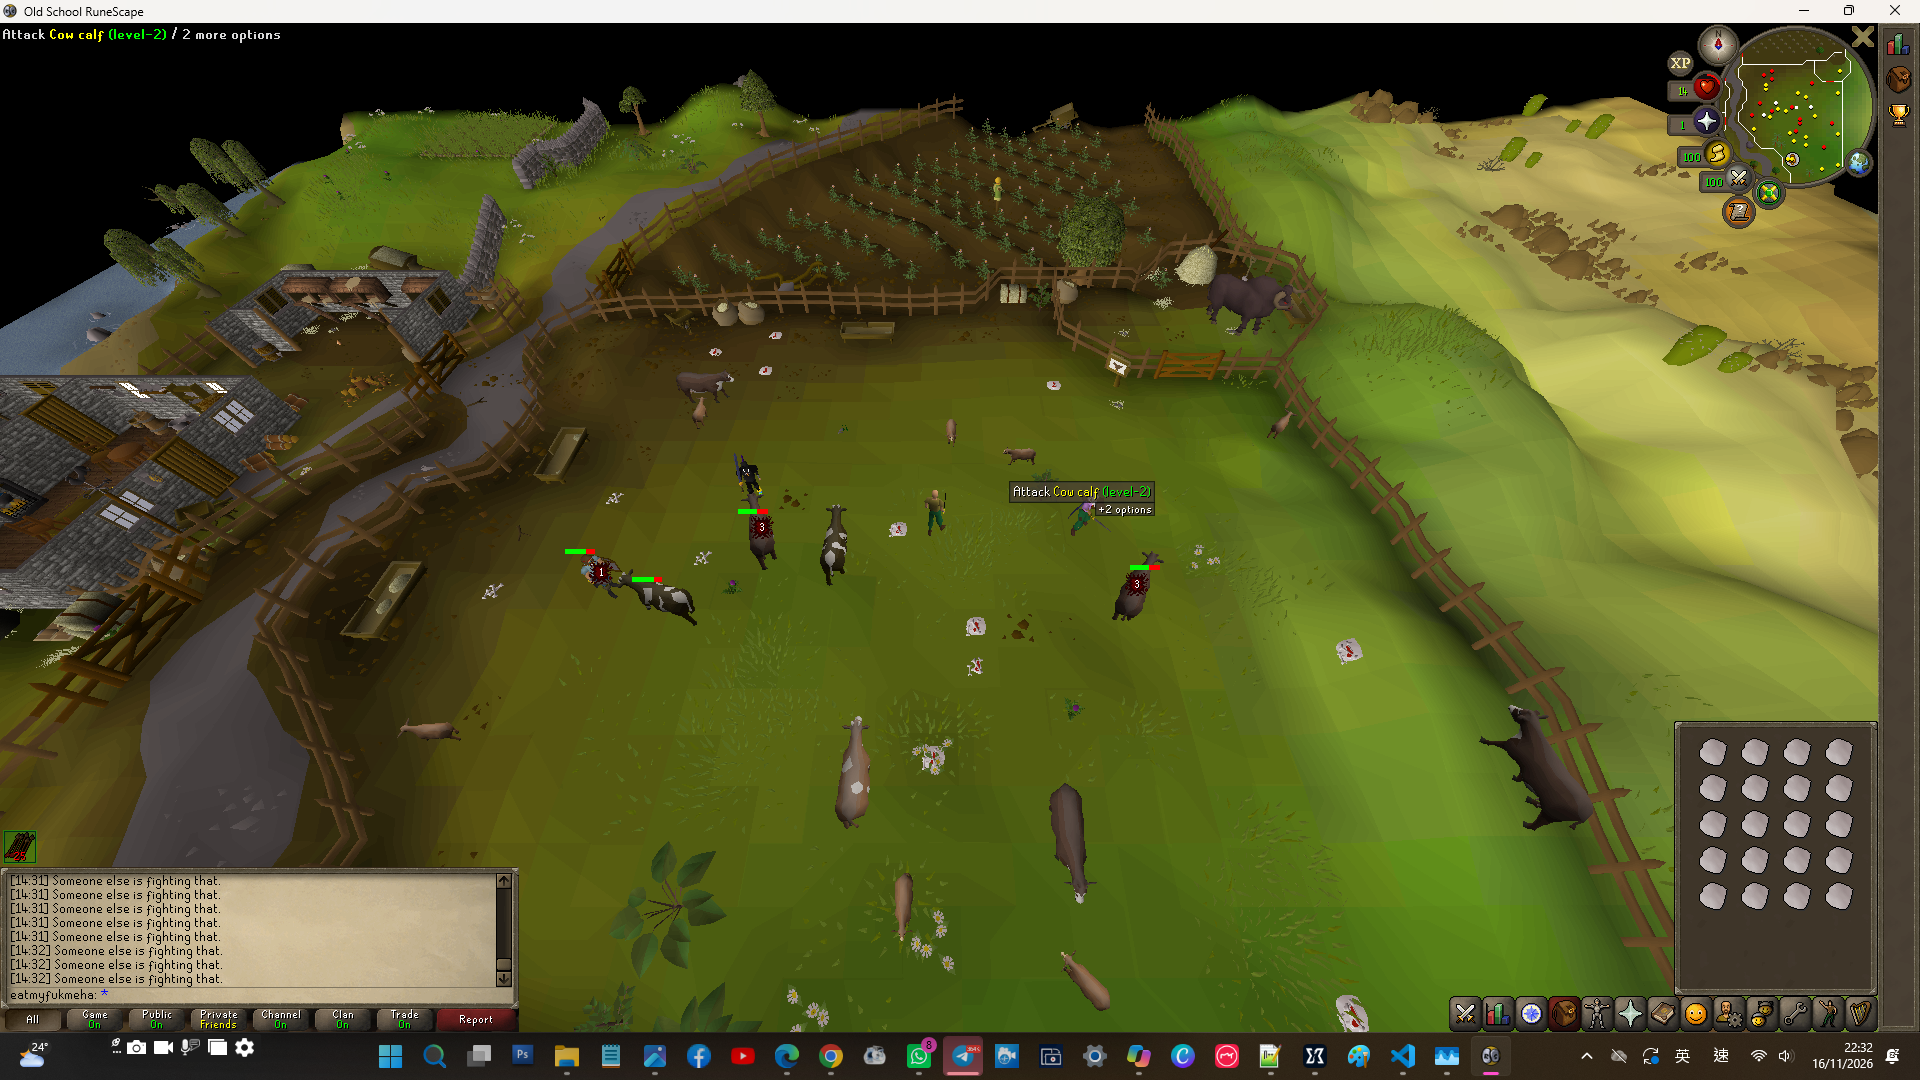 Old School RuneScape
Attack Cow calf (level-2) / 2 more options
N
XP
14
1
100
100
Attack Cow calf (level-2)
+2 options
3
1
3
[14:31] Someone else is fighting that.
[14:31] Someone else is fighting that.
[14:31] Someone else is fighting that.
[14:31] Someone else is fighting that.
[14:31] Someone else is fighting that.
[14:32] Someone else is fighting that.
[14:32] Someone else is fighting that.
[14:32] Someone else is fighting that.
eatmyfukmeha: *
All
Game On
Public On
Private Friends
Channel On
Clan On
Trade On
Report
24°
Ps
8
英
速
22:32
16/11/2026